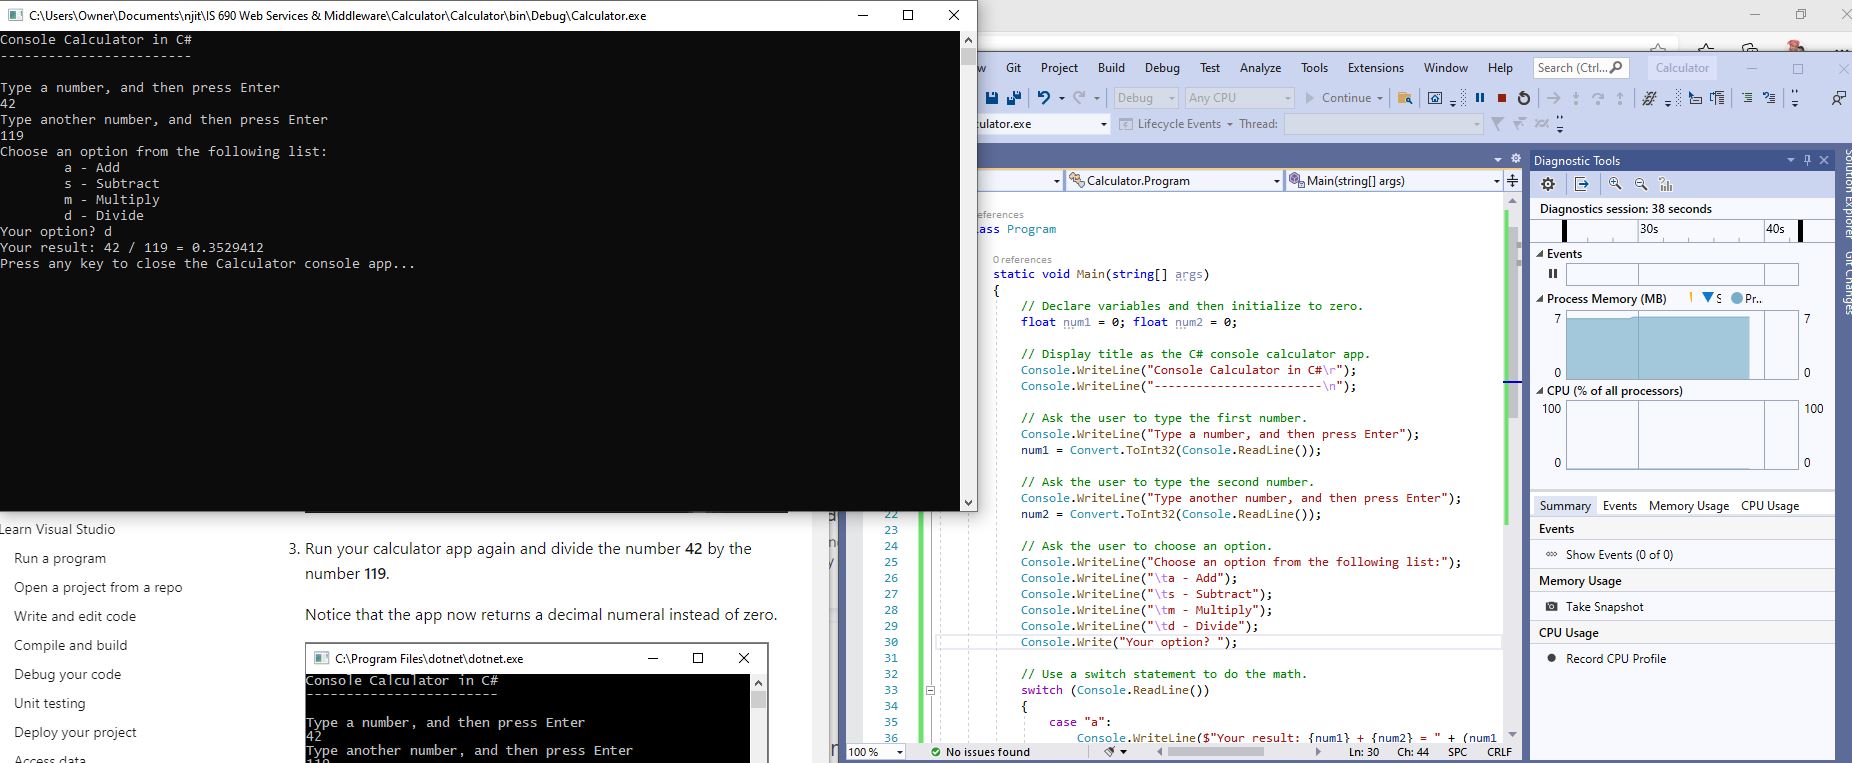 C:\Users\Owner\Documents\njit\IS 690 Web Services & Middleware\Calculator\Calculator\bin\Debug\Calculator.exe
Console Calculator in C#
------------------------
Type a number, and then press Enter
42
Type another number, and then press Enter
119
Choose an option from the following list:
a - Add
s - Subtract
m - Multiply
d - Divide
Your option? d
Your result: 42 / 119 = 0.3529412
Press any key to close the Calculator console app...
Learn Visual Studio
Run a program
Open a project from a repo
Write and edit code
Compile and build
Debug your code
Unit testing
Deploy your project
Access data
3. Run your calculator app again and divide the number 42 by the
number 119.
Notice that the app now returns a decimal numeral instead of zero.
C:\Program Files\dotnet\dotnet.exe
Console Calculator in C#
------------------------
Type a number, and then press Enter
42
Type another number, and then press Enter
119
w Git Project Build Debug Test Analyze Tools Extensions Window Help Search (Ctrl... Calculator
Debug Any CPU Continue
culator.exe Lifecycle Events Thread:
Calculator.Program Main(string[] args)
eferences
ass Program
0 references
static void Main(string[] args)
{
// Declare variables and then initialize to zero.
float num1 = 0; float num2 = 0;
// Display title as the C# console calculator app.
Console.WriteLine("Console Calculator in C#\r");
Console.WriteLine("------------------------\n");
// Ask the user to type the first number.
Console.WriteLine("Type a number, and then press Enter");
num1 = Convert.ToInt32(Console.ReadLine());
// Ask the user to type the second number.
Console.WriteLine("Type another number, and then press Enter");
22 num2 = Convert.ToInt32(Console.ReadLine());
23
24 // Ask the user to choose an option.
25 Console.WriteLine("Choose an option from the following list:");
26 Console.WriteLine("\ta - Add");
27 Console.WriteLine("\ts - Subtract");
28 Console.WriteLine("\tm - Multiply");
29 Console.WriteLine("\td - Divide");
30 Console.Write("Your option? ");
31
32 // Use a switch statement to do the math.
33 switch (Console.ReadLine())
34 {
35 case "a":
36 Console.WriteLine($"Your result: {num1} + {num2} = " + (num1
100 % No issues found Ln: 30 Ch: 44 SPC CRLF
Diagnostic Tools
Diagnostics session: 38 seconds
30s 40s
Events
Process Memory (MB) S Pr...
7 7
0 0
CPU (% of all processors)
100 100
0 0
Summary Events Memory Usage CPU Usage
Events
Show Events (0 of 0)
Memory Usage
Take Snapshot
CPU Usage
Record CPU Profile
Solution Explorer
Git Changes